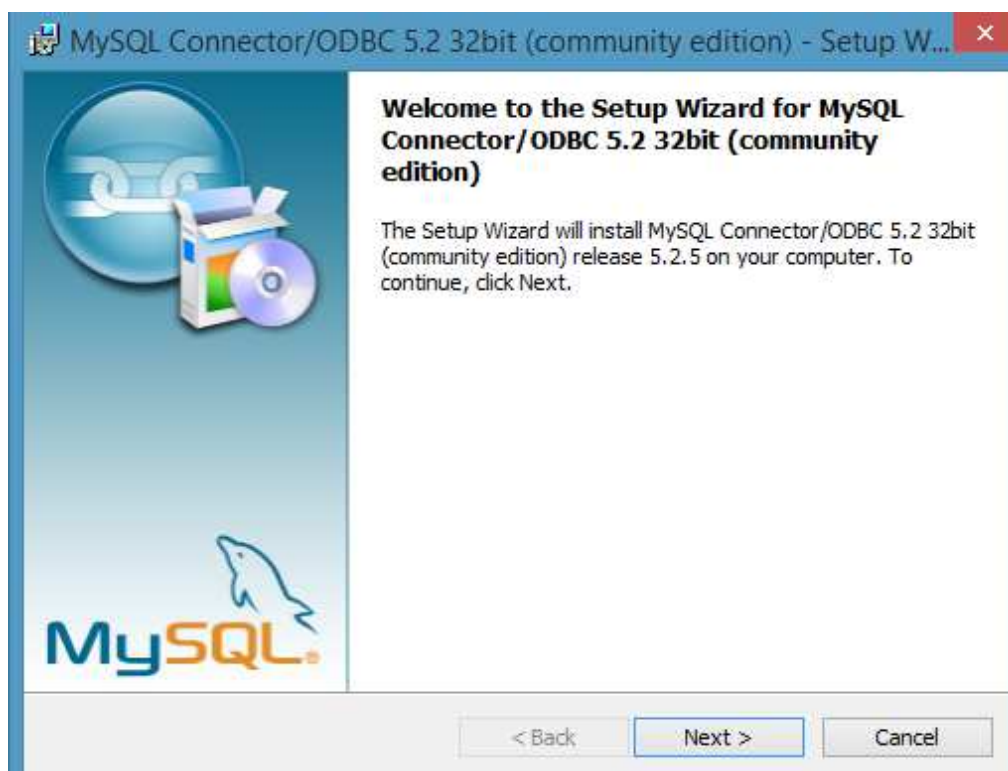 MySQL Connector/ODBC 5.2 32bit (community edition) - Setup W...
Welcome to the Setup Wizard for MySQL
Connector/ODBC 5.2 32bit (community
edition)
The Setup Wizard will install MySQL Connector/ODBC 5.2 32bit
(community edition) release 5.2.5 on your computer. To
continue, click Next.
MySQL®
< Back
Next >
Cancel